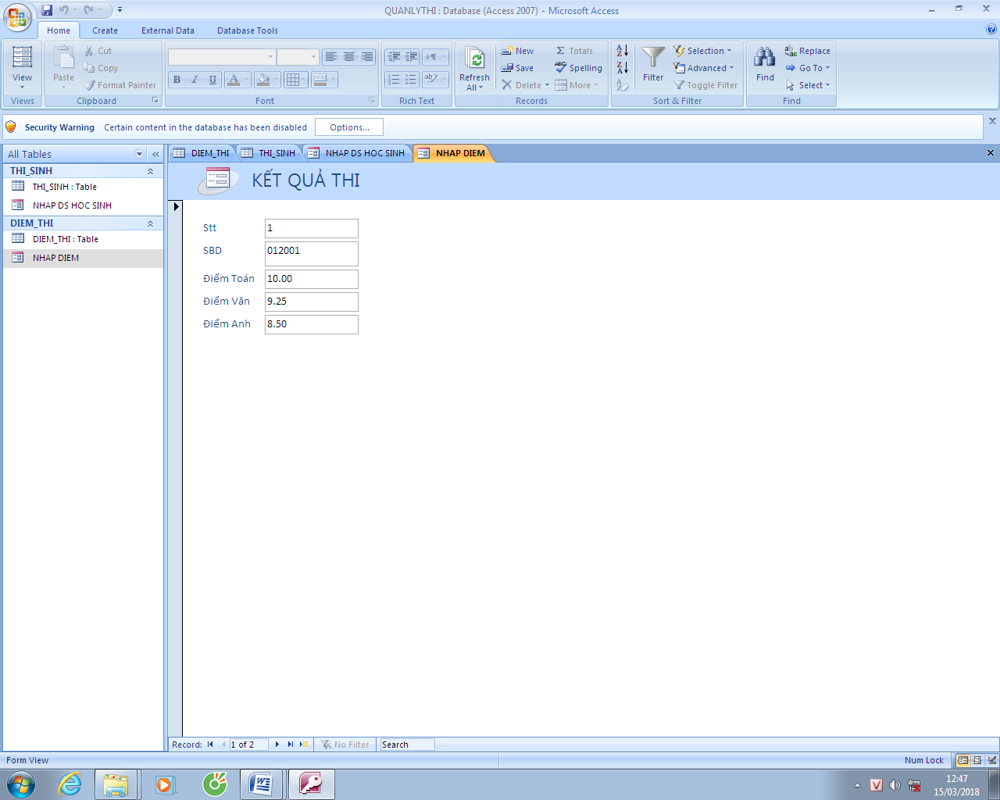 QUANLYTHI : Database (Access 2007) - Microsoft Access
Home Create External Data Database Tools
View
Views
Paste
Cut
Copy
Format Painter
Clipboard
B I U A
Font
Rich Text
Refresh
All
New
Save
Delete
Totals
Spelling
More
Records
Filter
Selection
Advanced
Toggle Filter
Sort & Filter
Find
Replace
Go To
Select
Find
Security Warning Certain content in the database has been disabled Options...
All Tables
THI_SINH
THI_SINH : Table
NHAP DS HOC SINH
DIEM_THI
DIEM_THI : Table
NHAP DIEM
DIEM_THI THI_SINH NHAP DS HOC SINH NHAP DIEM
KẾT QUẢ THI
Stt 1
SBD 012001
Điểm Toán 10.00
Điểm Văn 9.25
Điểm Anh 8.50
Record: 1 of 2 No Filter Search
Form View Num Lock
12:47
15/03/2018